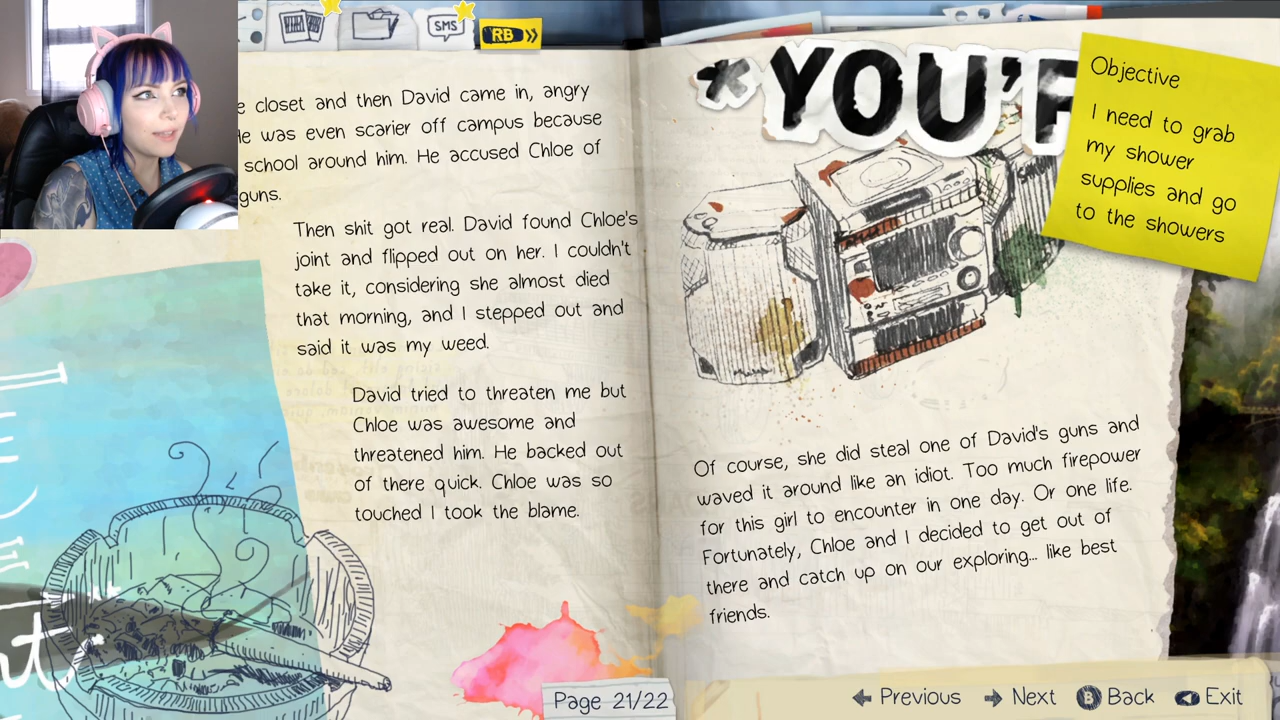 SMS
RB
e closet and then David came in, angry
He was even scarier off campus because
school around him. He accused Chloe of
guns.
Then shit got real. David found Chloe's
joint and flipped out on her. I couldn't
take it, considering she almost died
that morning, and I stepped out and
said it was my weed.
David tried to threaten me but
Chloe was awesome and
threatened him. He backed out
of there quick. Chloe was so
touched I took the blame.
*YOU'R
Of course, she did steal one of David's guns and
waved it around like an idiot. Too much firepower
for this girl to encounter in one day. Or one life.
Fortunately, Chloe and I decided to get out of
there and catch up on our exploring... like best
friends.
Objective
I need to grab
my shower
supplies and go
to the showers
Page 21/22
Previous
Next
B Back
Exit